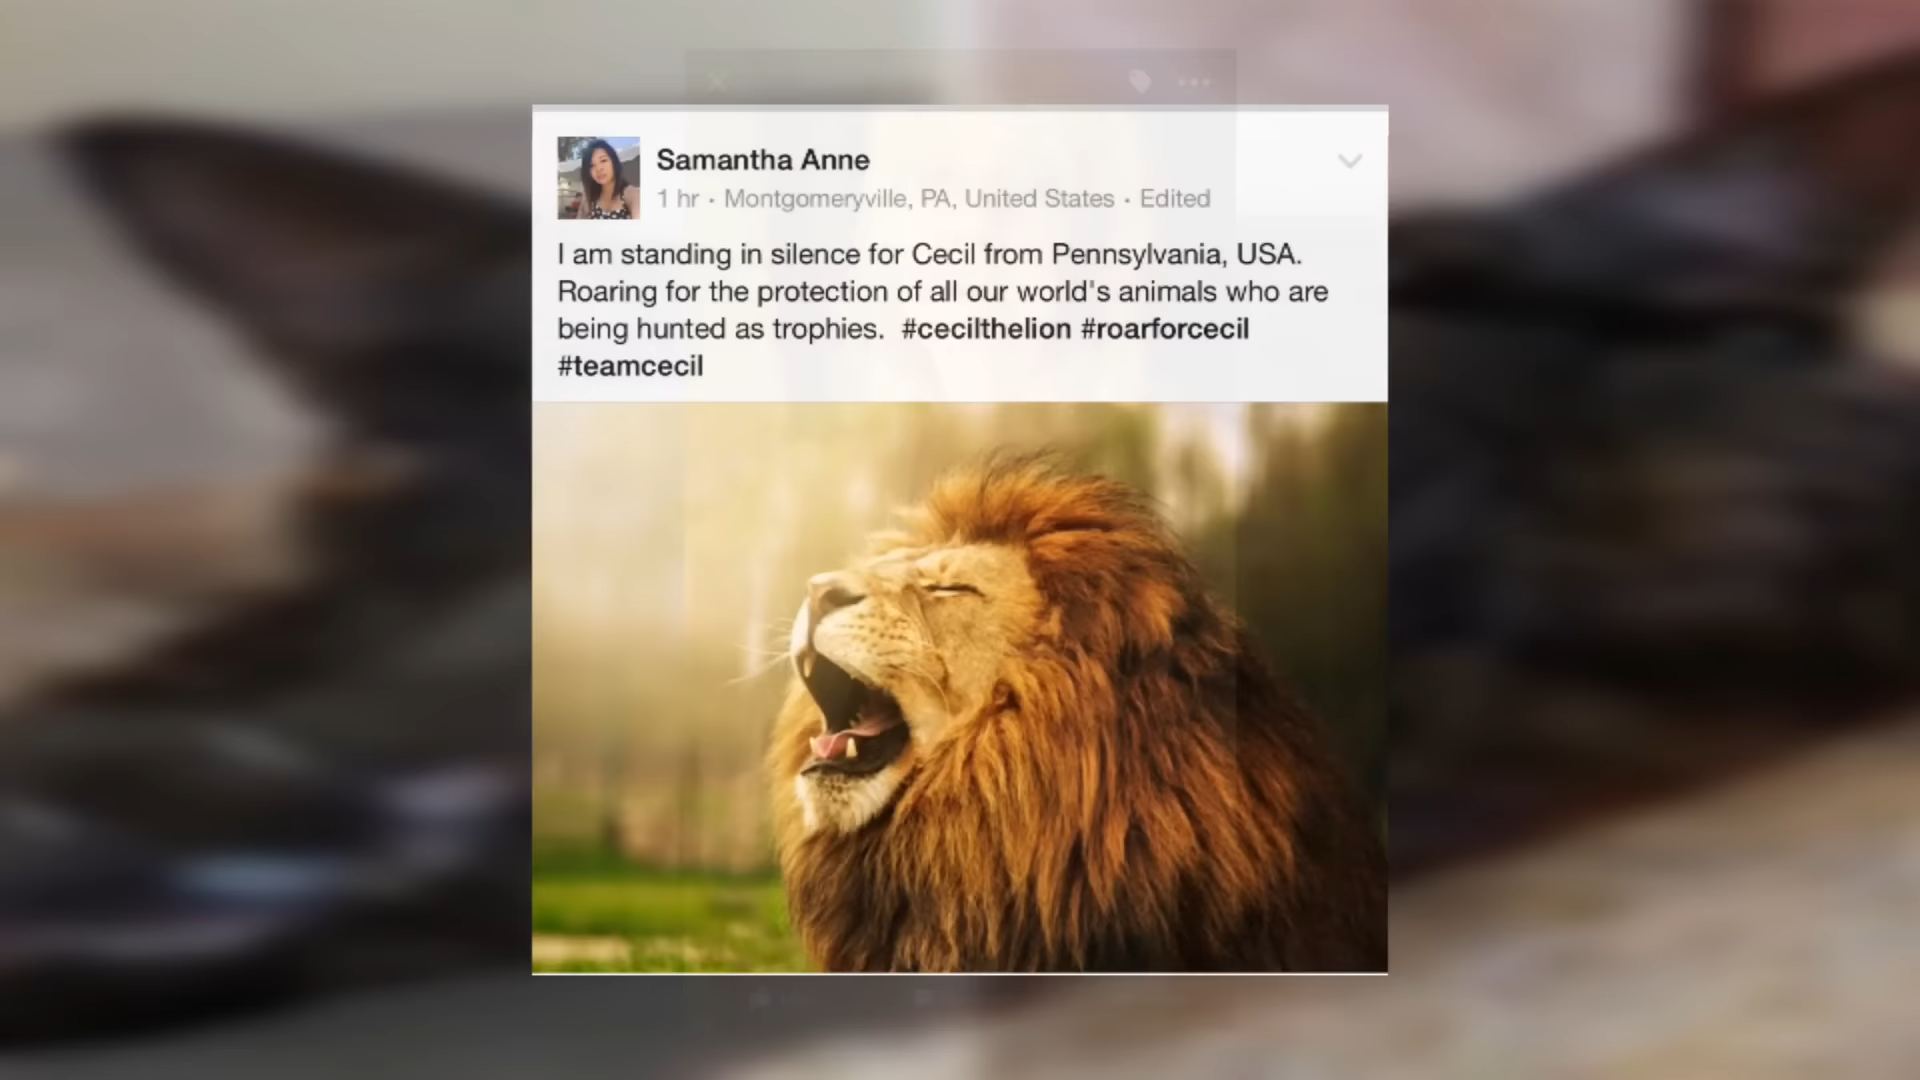 Samantha Anne
1 hr · Montgomeryville, PA, United States · Edited
I am standing in silence for Cecil from Pennsylvania, USA.
Roaring for the protection of all our world's animals who are
being hunted as trophies. #cecilthelion #roarforcecil
#teamcecil